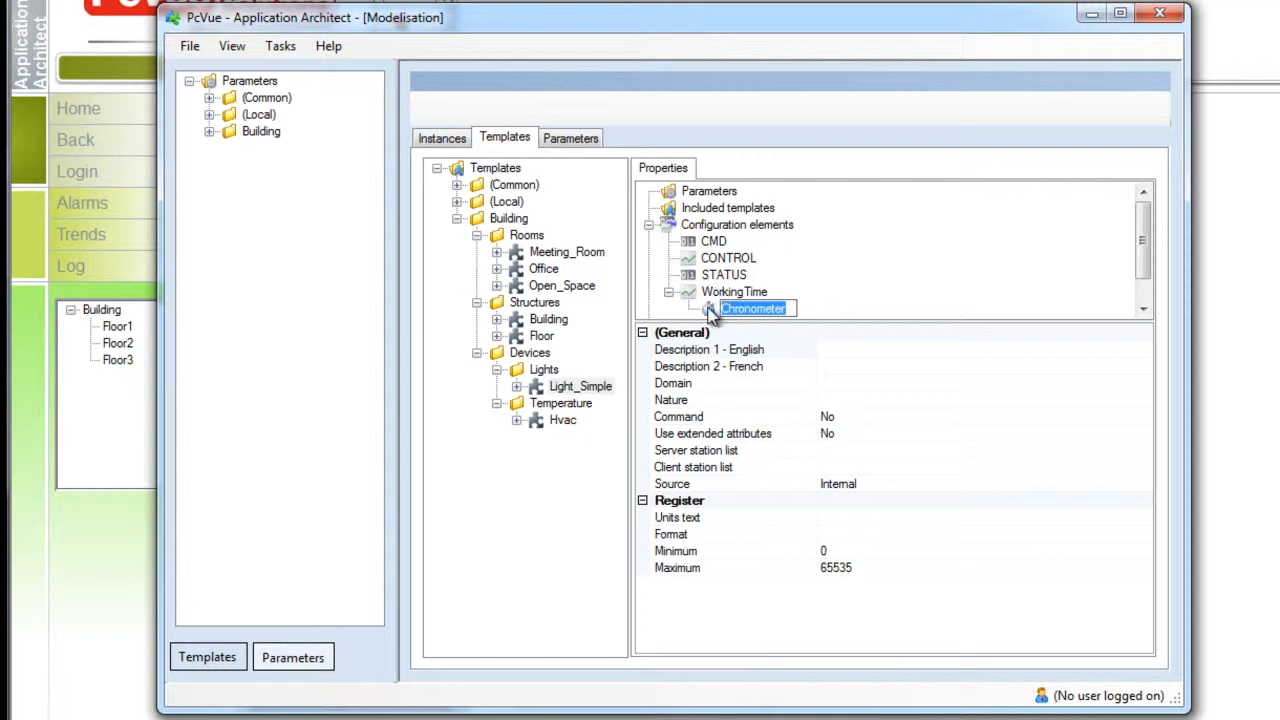 PcVue - Application Architect - [Modelisation]
File View Tasks Help
Application
Architect
Home
Back
Login
Alarms
Trends
Log
Building
Floor1
Floor2
Floor3
Parameters
(Common)
(Local)
Building
Templates Parameters
Instances Templates Parameters
Templates
(Common)
(Local)
Building
Rooms
Meeting_Room
Office
Open_Space
Structures
Building
Floor
Devices
Lights
Light_Simple
Temperature
Hvac
Properties
Parameters
Included templates
Configuration elements
CMD
CONTROL
STATUS
WorkingTime
Chronometer
(General)
Description 1 - English
Description 2 - French
Domain
Nature
Command No
Use extended attributes No
Server station list
Client station list
Source Internal
Register
Units text
Format
Minimum 0
Maximum 65535
(No user logged on)